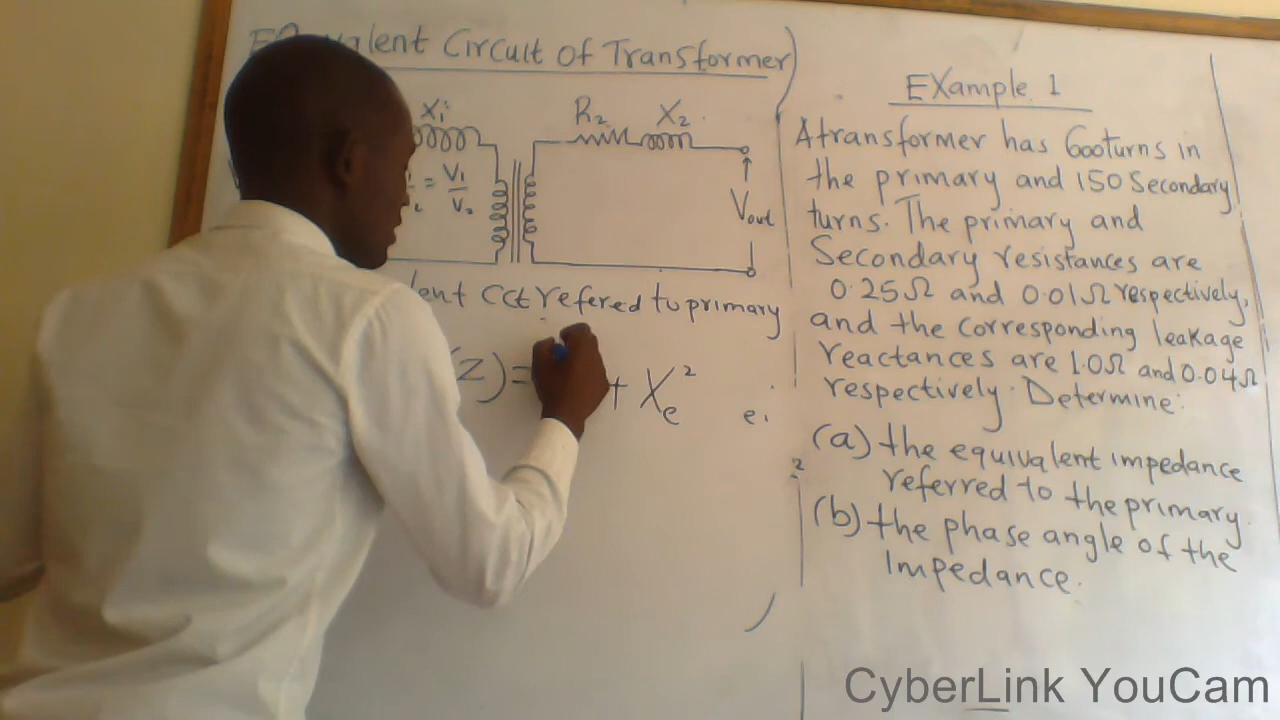 Equivalent Circuit of Transformer
X1 R2 X2
= V1/V2
Vout
lent CCt refered to primary
(Z) = + Xe²
e.
2
EXample 1
A transformer has 600 turns in
the primary and 150 Secondary
turns. The primary and
Secondary resistances are
0.25Ω and 0.01Ω respectively,
and the corresponding leakage
reactances are 1.0Ω and 0.04Ω
respectively. Determine:
(a) the equivalent impedance
referred to the primary.
(b) the phase angle of the
Impedance.
CyberLink YouCam